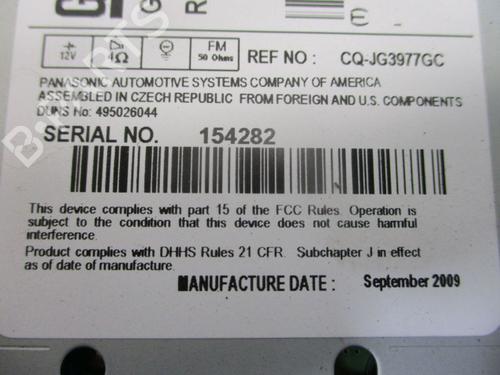 G
R
E
12V
4Ω
FM
50 Ohms
REF NO : CQ-JG3977GC
PANASONIC AUTOMOTIVE SYSTEMS COMPANY OF AMERICA
ASSEMBLED IN CZECH REPUBLIC FROM FOREIGN AND U.S. COMPONENTS
DUNS No: 495026044
SERIAL NO. 154282
This device complies with part 15 of the FCC Rules. Operation is
subject to the condition that this device does not cause harmful
interference.
Product complies with DHHS Rules 21 CFR. Subchapter J in effect
as of date of manufacture.
MANUFACTURE DATE : September 2009